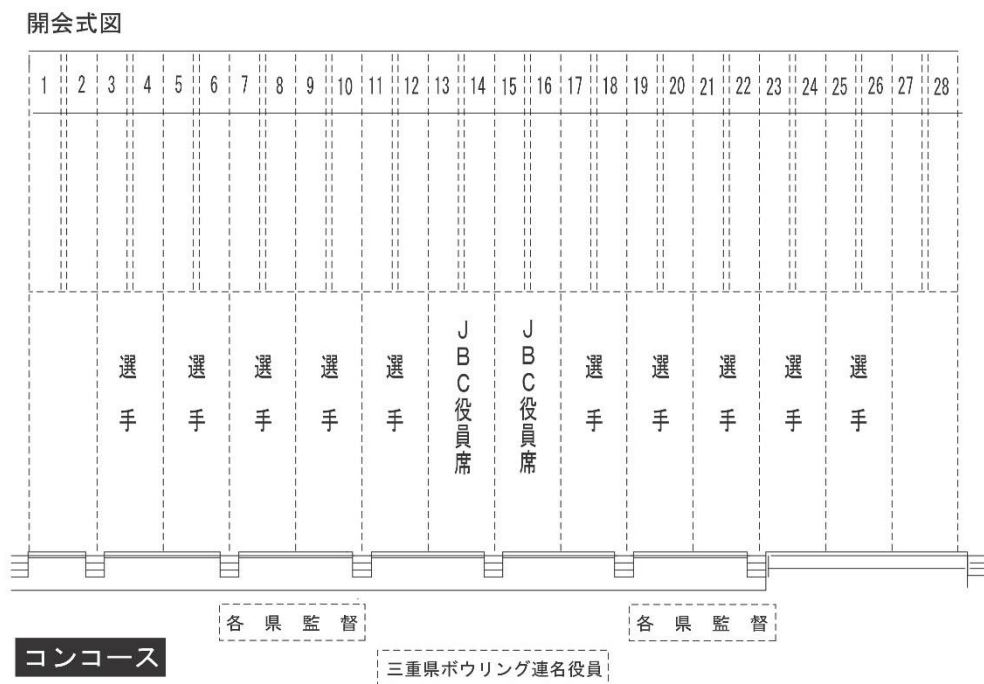 開会式図
1 2 3 4 5 6 7 8 9 10 11 12 13 14 15 16 17 18 19 20 21 22 23 24 25 26 27 28
選手 選手 選手 選手 選手 JBC役員席 JBC役員席 選手 選手 選手 選手 選手
各県監督 各県監督
コンコース
三重県ボウリング連名役員